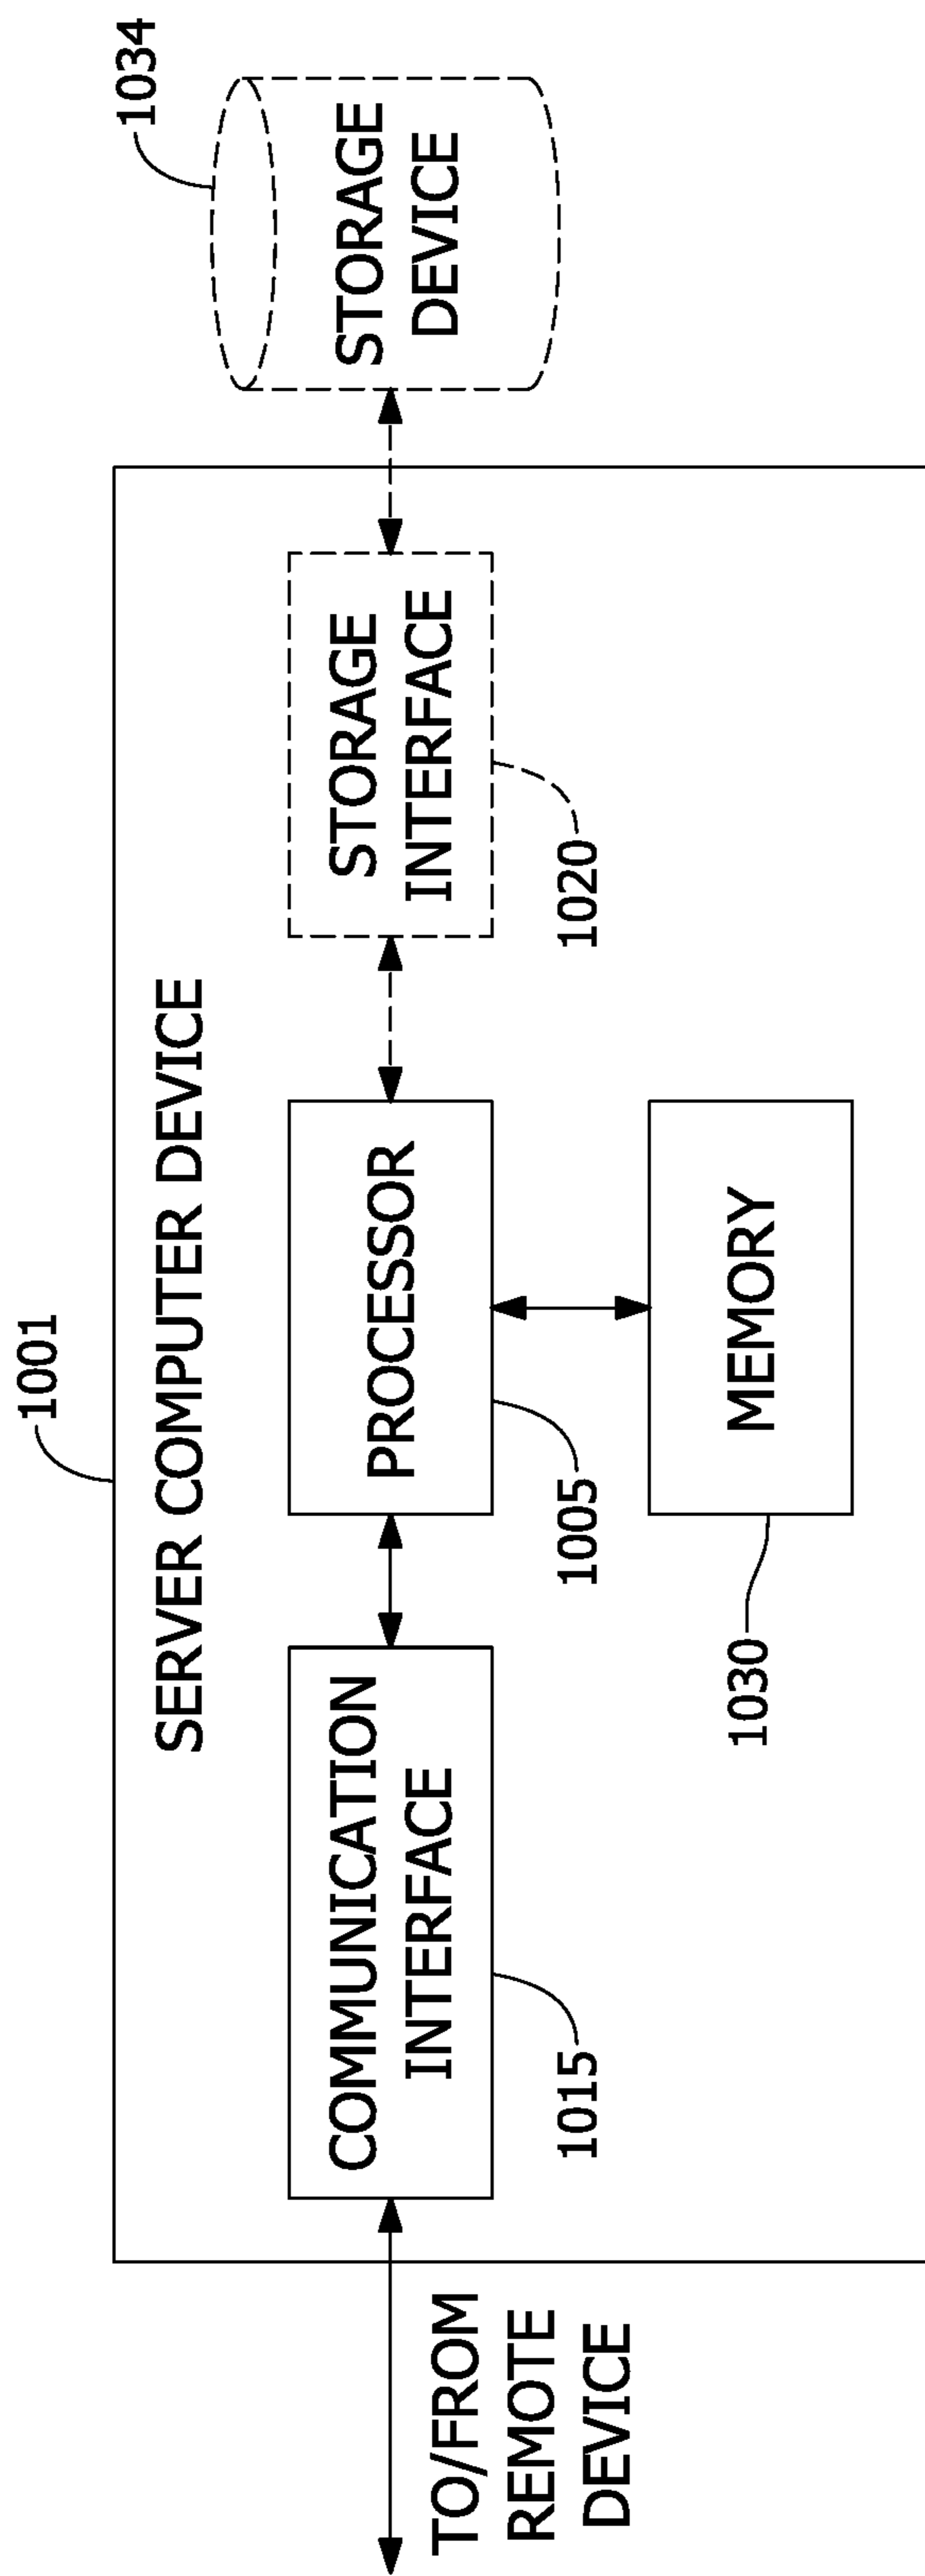 1001
SERVER COMPUTER DEVICE
1034
TO/FROM
REMOTE
DEVICE
COMMUNICATION
INTERFACE
1015
PROCESSOR
1005
STORAGE
INTERFACE
1020
STORAGE
DEVICE
MEMORY
1030